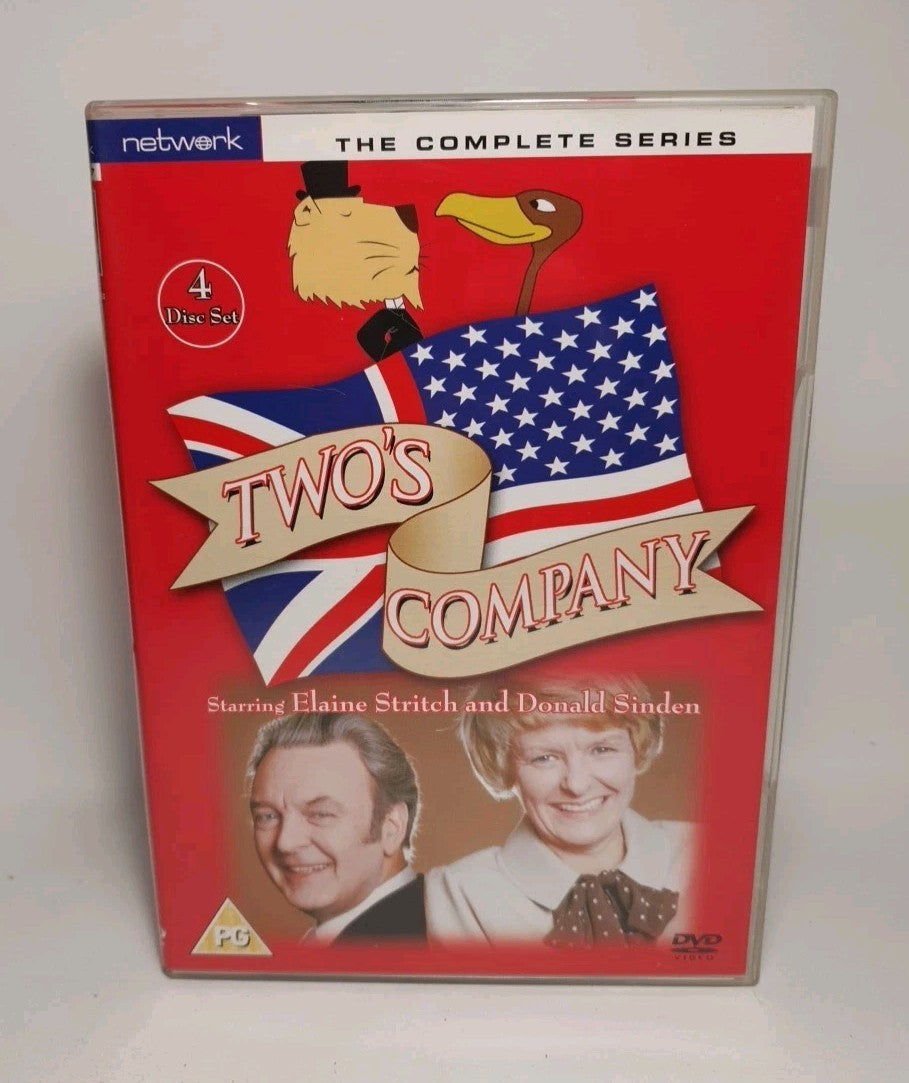 network
THE COMPLETE SERIES
4
Disc Set
TWO'S
COMPANY
Starring Elaine Stritch and Donald Sinden
PG
DVD
VIDEO